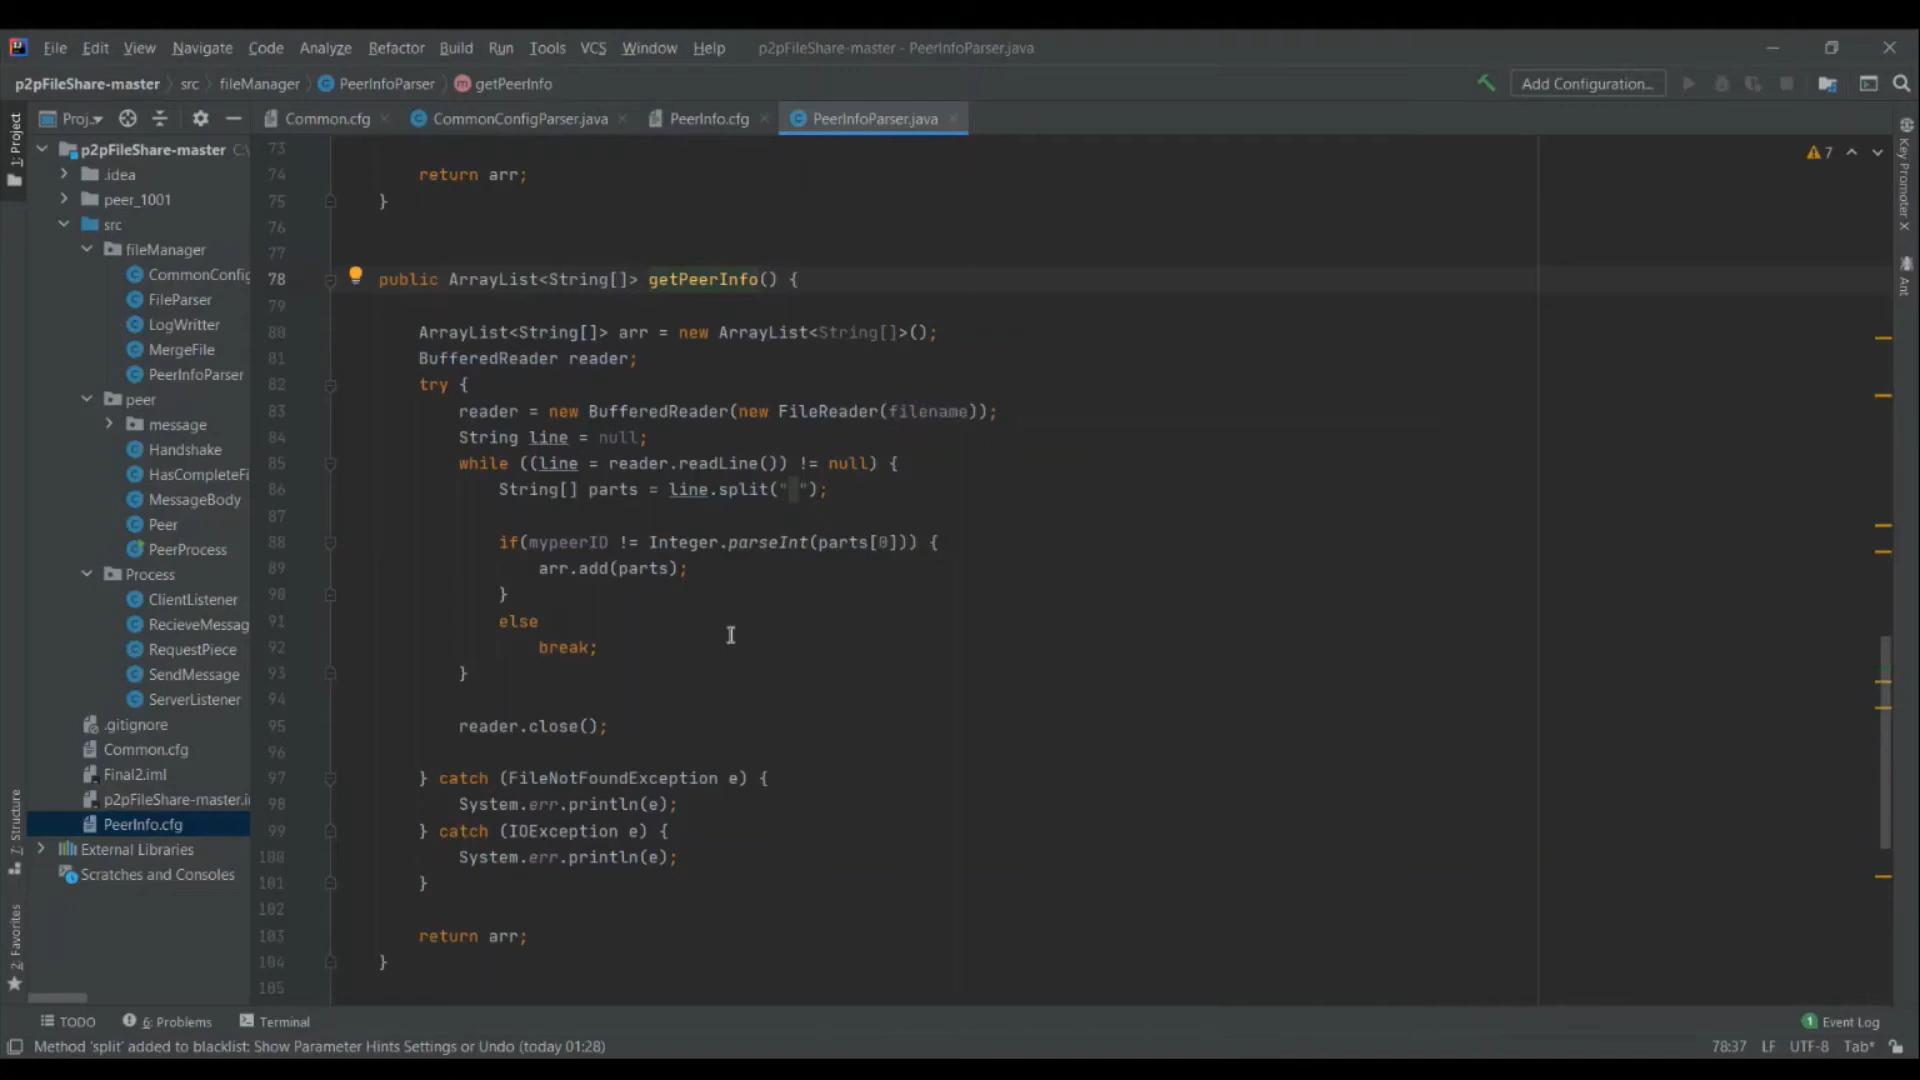 File Edit View Navigate Code Analyze Refactor Build Run Tools VCS Window Help p2pFileShare-master - PeerInfoParser.java
p2pFileShare-master src fileManager PeerInfoParser getPeerInfo Add Configuration...
1: Project
Proj..
Common.cfg CommonConfigParser.java PeerInfo.cfg PeerInfoParser.java
p2pFileShare-master C:\
.idea
peer_1001
src
fileManager
CommonConfig
FileParser
LogWritter
MergeFile
PeerInfoParser
peer
message
Handshake
HasCompleteFi
MessageBody
Peer
PeerProcess
Process
ClientListener
RecieveMessag
RequestPiece
SendMessage
ServerListener
.gitignore
Common.cfg
Final2.iml
p2pFileShare-master.i
PeerInfo.cfg
External Libraries
Scratches and Consoles
Z: Structure
2: Favorites
7
73
74 return arr;
75 }
76
77
78 public ArrayList<String[]> getPeerInfo() {
79
80 ArrayList<String[]> arr = new ArrayList<String[]>();
81 BufferedReader reader;
82 try {
83 reader = new BufferedReader(new FileReader(filename));
84 String line = null;
85 while ((line = reader.readLine()) != null) {
86 String[] parts = line.split(" ");
87
88 if(mypeerID != Integer.parseInt(parts[0])) {
89 arr.add(parts);
90 }
91 else
92 break;
93 }
94
95 reader.close();
96
97 } catch (FileNotFoundException e) {
98 System.err.println(e);
99 } catch (IOException e) {
100 System.err.println(e);
101 }
102
103 return arr;
104 }
105
Key Promoter X
Ant
TODO 6: Problems Terminal 1 Event Log
Method 'split' added to blacklist: Show Parameter Hints Settings or Undo (today 01:28) 78:37 LF UTF-8 Tab*